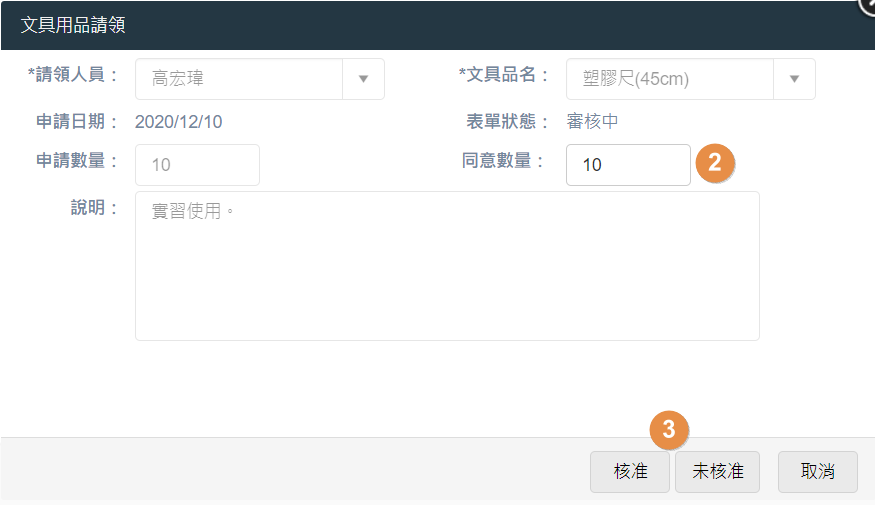 文具用品請領
*請領人員： 高宏瑋 *文具品名： 塑膠尺(45cm)
申請日期： 2020/12/10 表單狀態： 審核中
申請數量： 10 同意數量： 10 2
說明： 實習使用。
3
核准 未核准 取消